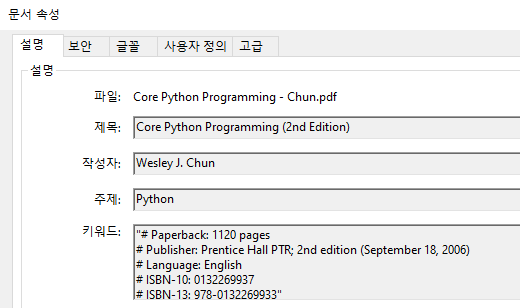 문서 속성
설명 보안 글꼴 사용자 정의 고급
설명
파일: Core Python Programming - Chun.pdf
제목: Core Python Programming (2nd Edition)
작성자: Wesley J. Chun
주제: Python
키워드: "# Paperback: 1120 pages
# Publisher: Prentice Hall PTR; 2nd edition (September 18, 2006)
# Language: English
# ISBN-10: 0132269937
# ISBN-13: 978-0132269933"